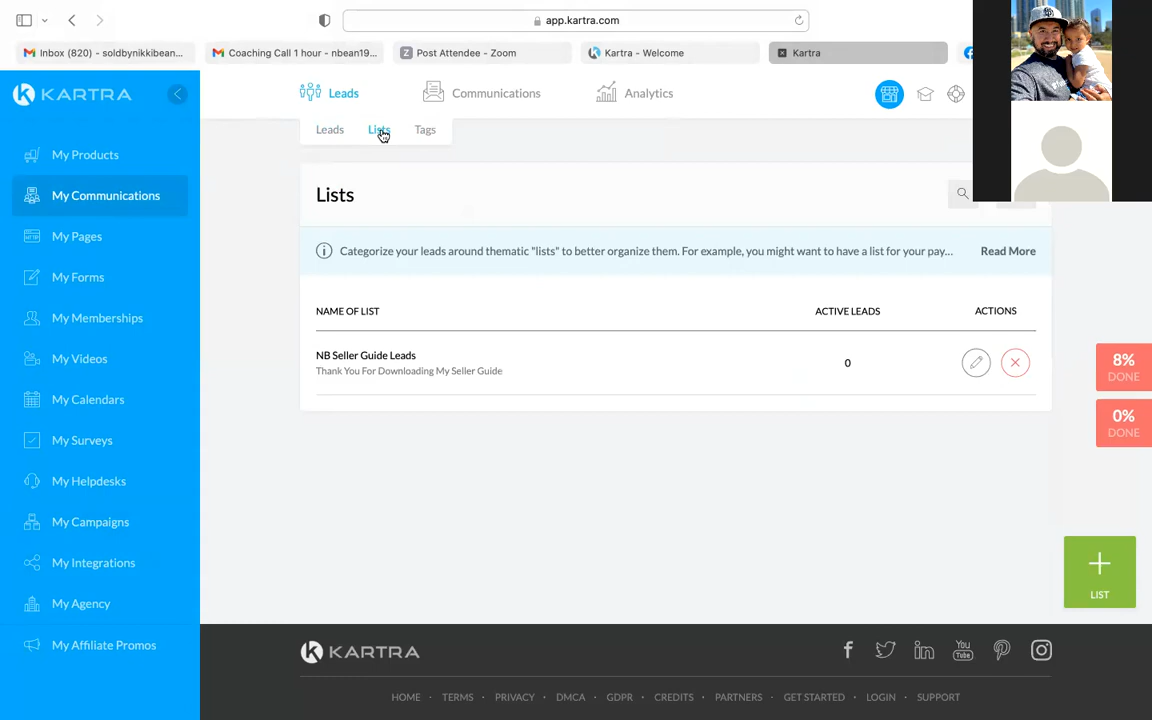 app.kartra.com
Inbox (820) - soldbynikkibean...
Coaching Call 1 hour - nbean19...
Post Attendee - Zoom
Kartra - Welcome
Kartra
KARTRA
Leads
Communications
Analytics
Leads
Lists
Tags
My Products
My Communications
My Pages
My Forms
My Memberships
My Videos
My Calendars
My Surveys
My Helpdesks
My Campaigns
My Integrations
My Agency
My Affiliate Promos
Lists
Categorize your leads around thematic "lists" to better organize them. For example, you might want to have a list for your pay...
Read More
NAME OF LIST
ACTIVE LEADS
ACTIONS
NB Seller Guide Leads
Thank You For Downloading My Seller Guide
0
8%
DONE
0%
DONE
LIST
KARTRA
You
Tube
HOME · TERMS · PRIVACY · DMCA · GDPR · CREDITS · PARTNERS · GET STARTED · LOGIN · SUPPORT